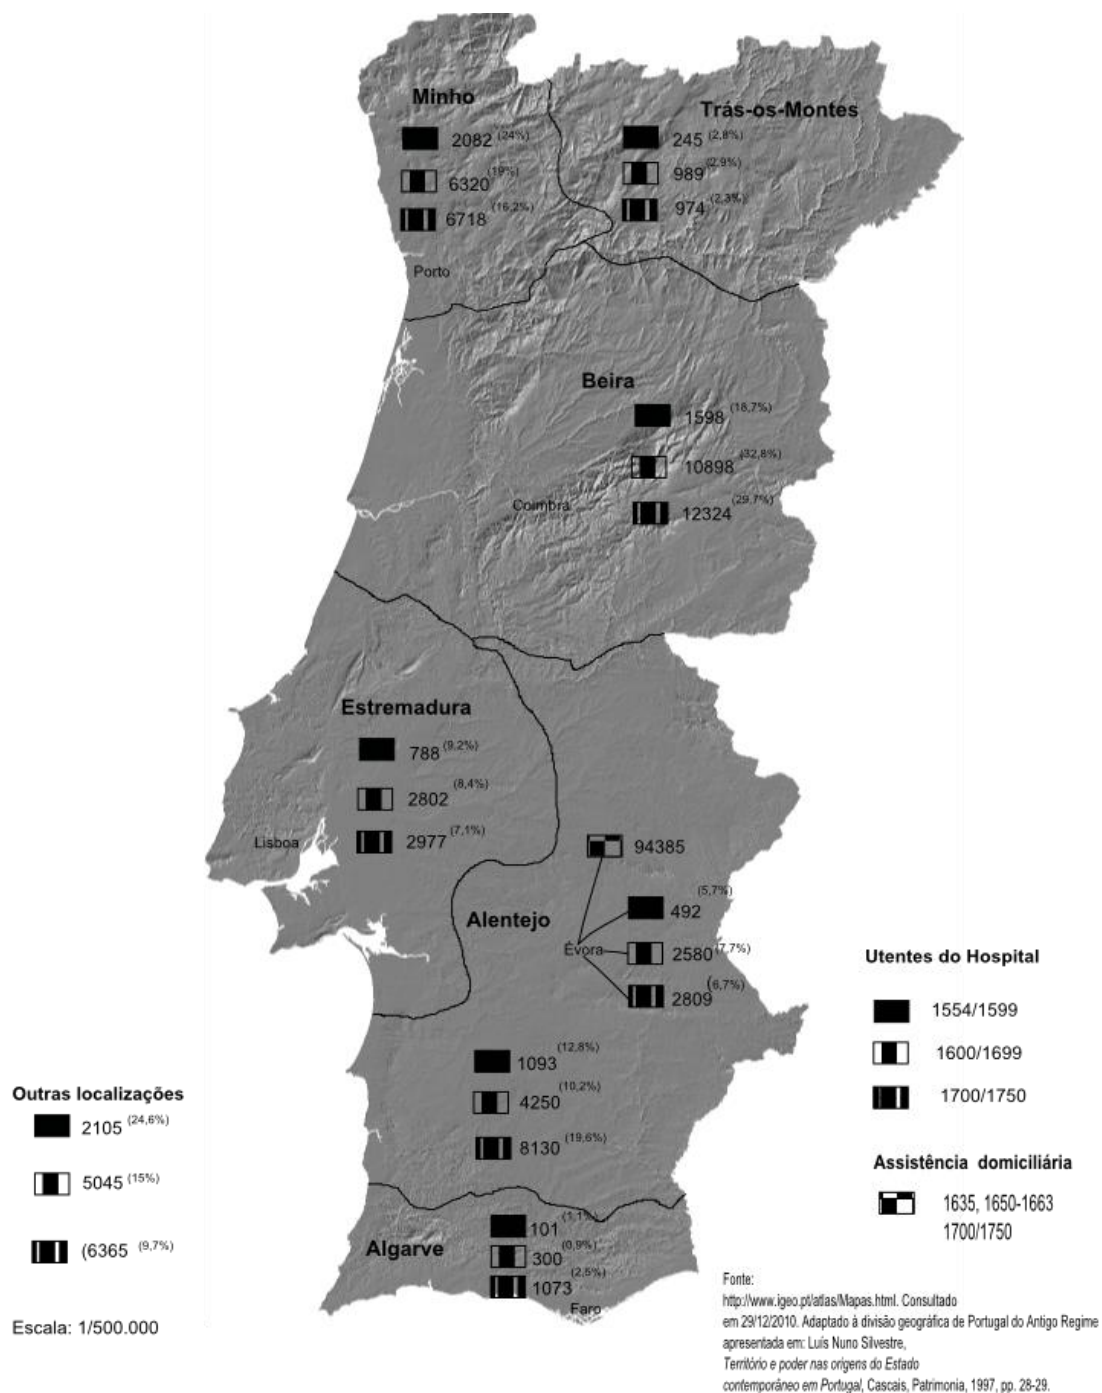 Minho
2082 (24%)
6320 (19%)
6718 (16,2%)
Porto
Trás-os-Montes
245 (2,8%)
989 (2,9%)
974 (2,3%)
Beira
1598 (18,7%)
10898 (32,8%)
Coimbra
12324 (29,7%)
Estremadura
788 (9,2%)
2802 (8,4%)
2977 (7,1%)
Lisboa
94385
Alentejo
Évora
492 (5,7%)
2580 (7,7%)
2809 (6,7%)
1093 (12,8%)
4250 (10,2%)
8130 (19,6%)
Algarve
101 (1,1%)
300 (0,9%)
1073 (2,5%)
Faro
Outras localizações
2105 (24,6%)
5045 (15%)
(6365 (9,7%)
Escala: 1/500.000
Utentes do Hospital
1554/1599
1600/1699
1700/1750
Assistência domiciliária
1635, 1650-1663
1700/1750
Fonte:
http://www.igeo.pt/atlas/Mapas.html. Consultado
em 29/12/2010. Adaptado à divisão geográfica de Portugal do Antigo Regime
apresentada em: Luís Nuno Silvestre,
Território e poder nas origens do Estado
contemporâneo em Portugal, Cascais, Patrimonia, 1997, pp. 28-29.